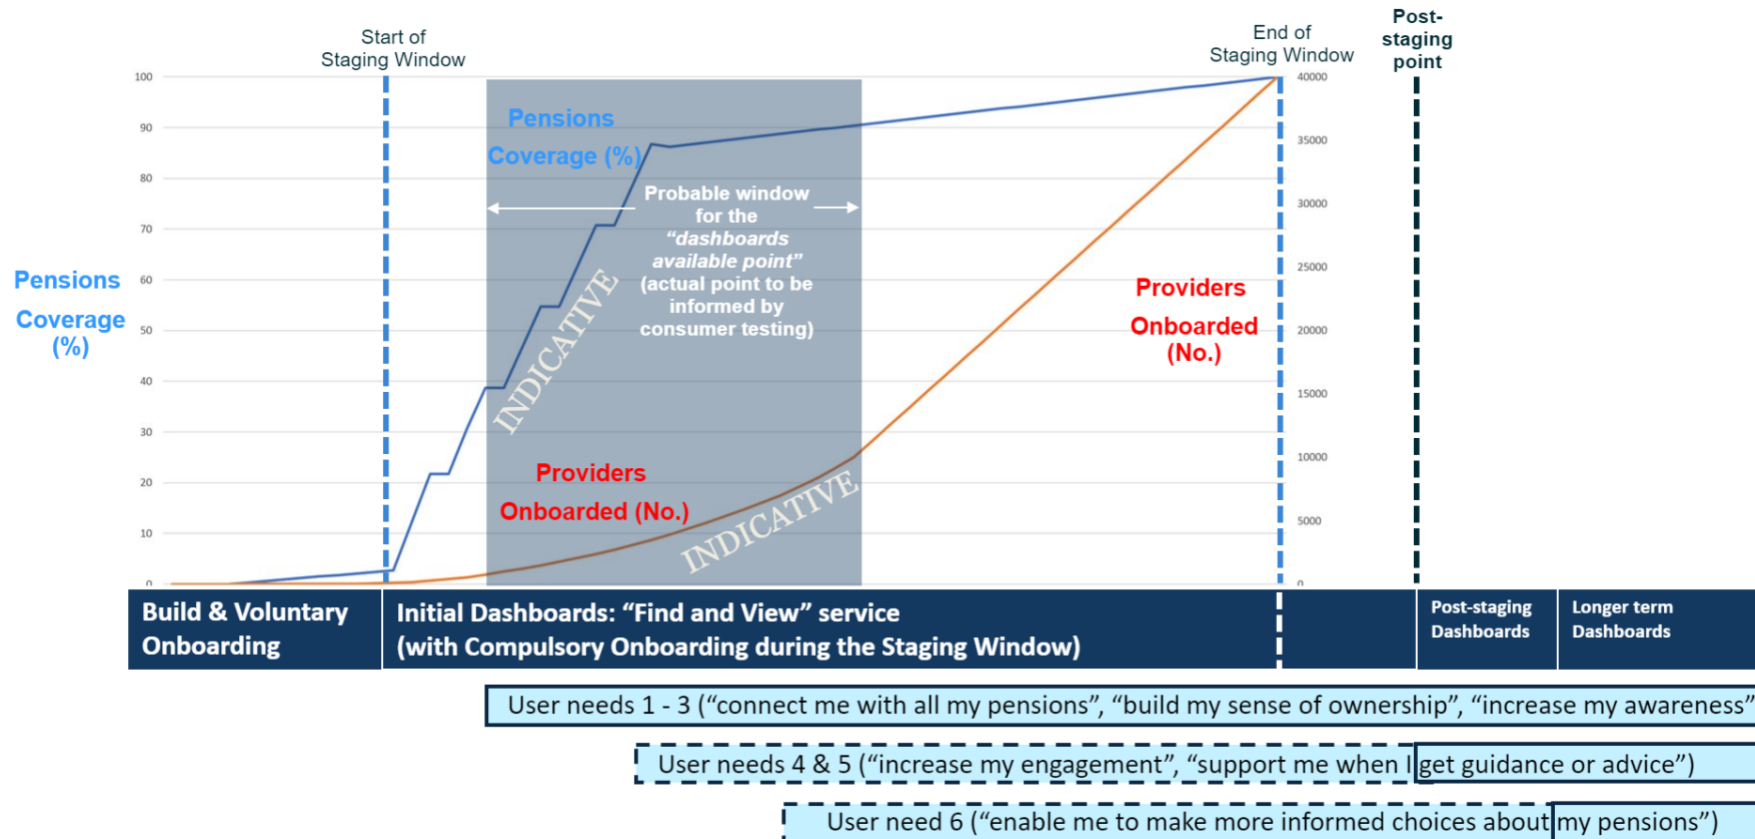 Start of
Staging Window
End of
Staging Window
Post-
staging
point
100
90
80
70
60
50
40
30
20
10
0
Pensions
Coverage
(%)
Pensions
Coverage (%)
Probable window
for the
“dashboards
available point”
(actual point to be
informed by
consumer testing)
INDICATIVE
Providers
Onboarded (No.)
INDICATIVE
Providers
Onboarded
(No.)
40000
35000
30000
25000
20000
15000
10000
5000
0
Build & Voluntary
Onboarding
Initial Dashboards: “Find and View” service
(with Compulsory Onboarding during the Staging Window)
Post-staging
Dashboards
Longer term
Dashboards
User needs 1 - 3 (“connect me with all my pensions”, “build my sense of ownership”, “increase my awareness”
User needs 4 & 5 (“increase my engagement”, “support me when I get guidance or advice”)
User need 6 (“enable me to make more informed choices about my pensions”)